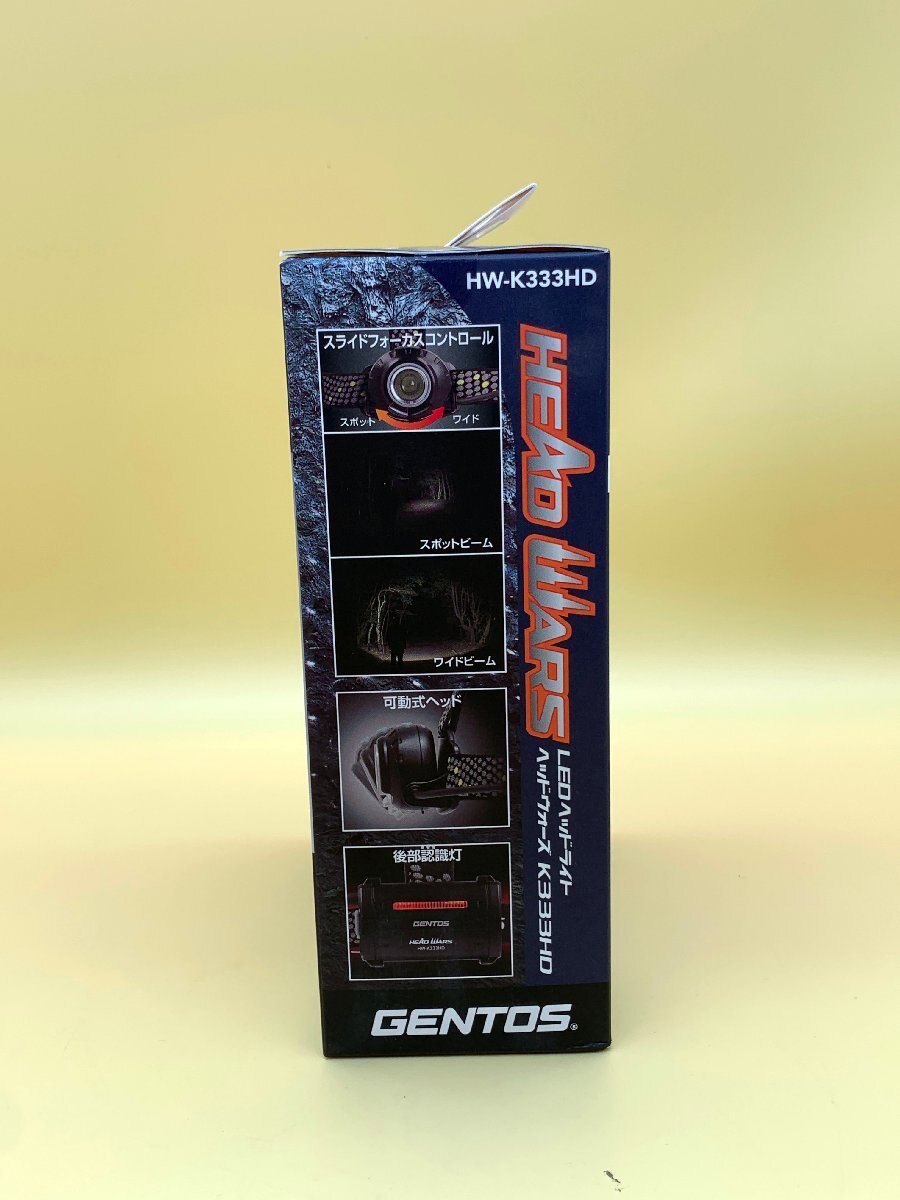 HW-K333HD
スライドフォーカスコントロール
スポット
ワイド
スポットビーム
ワイドビーム
可動式ヘッド
後部認識灯
GENTOS
HEAD WARS
HW-K333HD
HEAD WARS
LEDヘッドライト
ヘッドウォーズ K333HD
GENTOS®